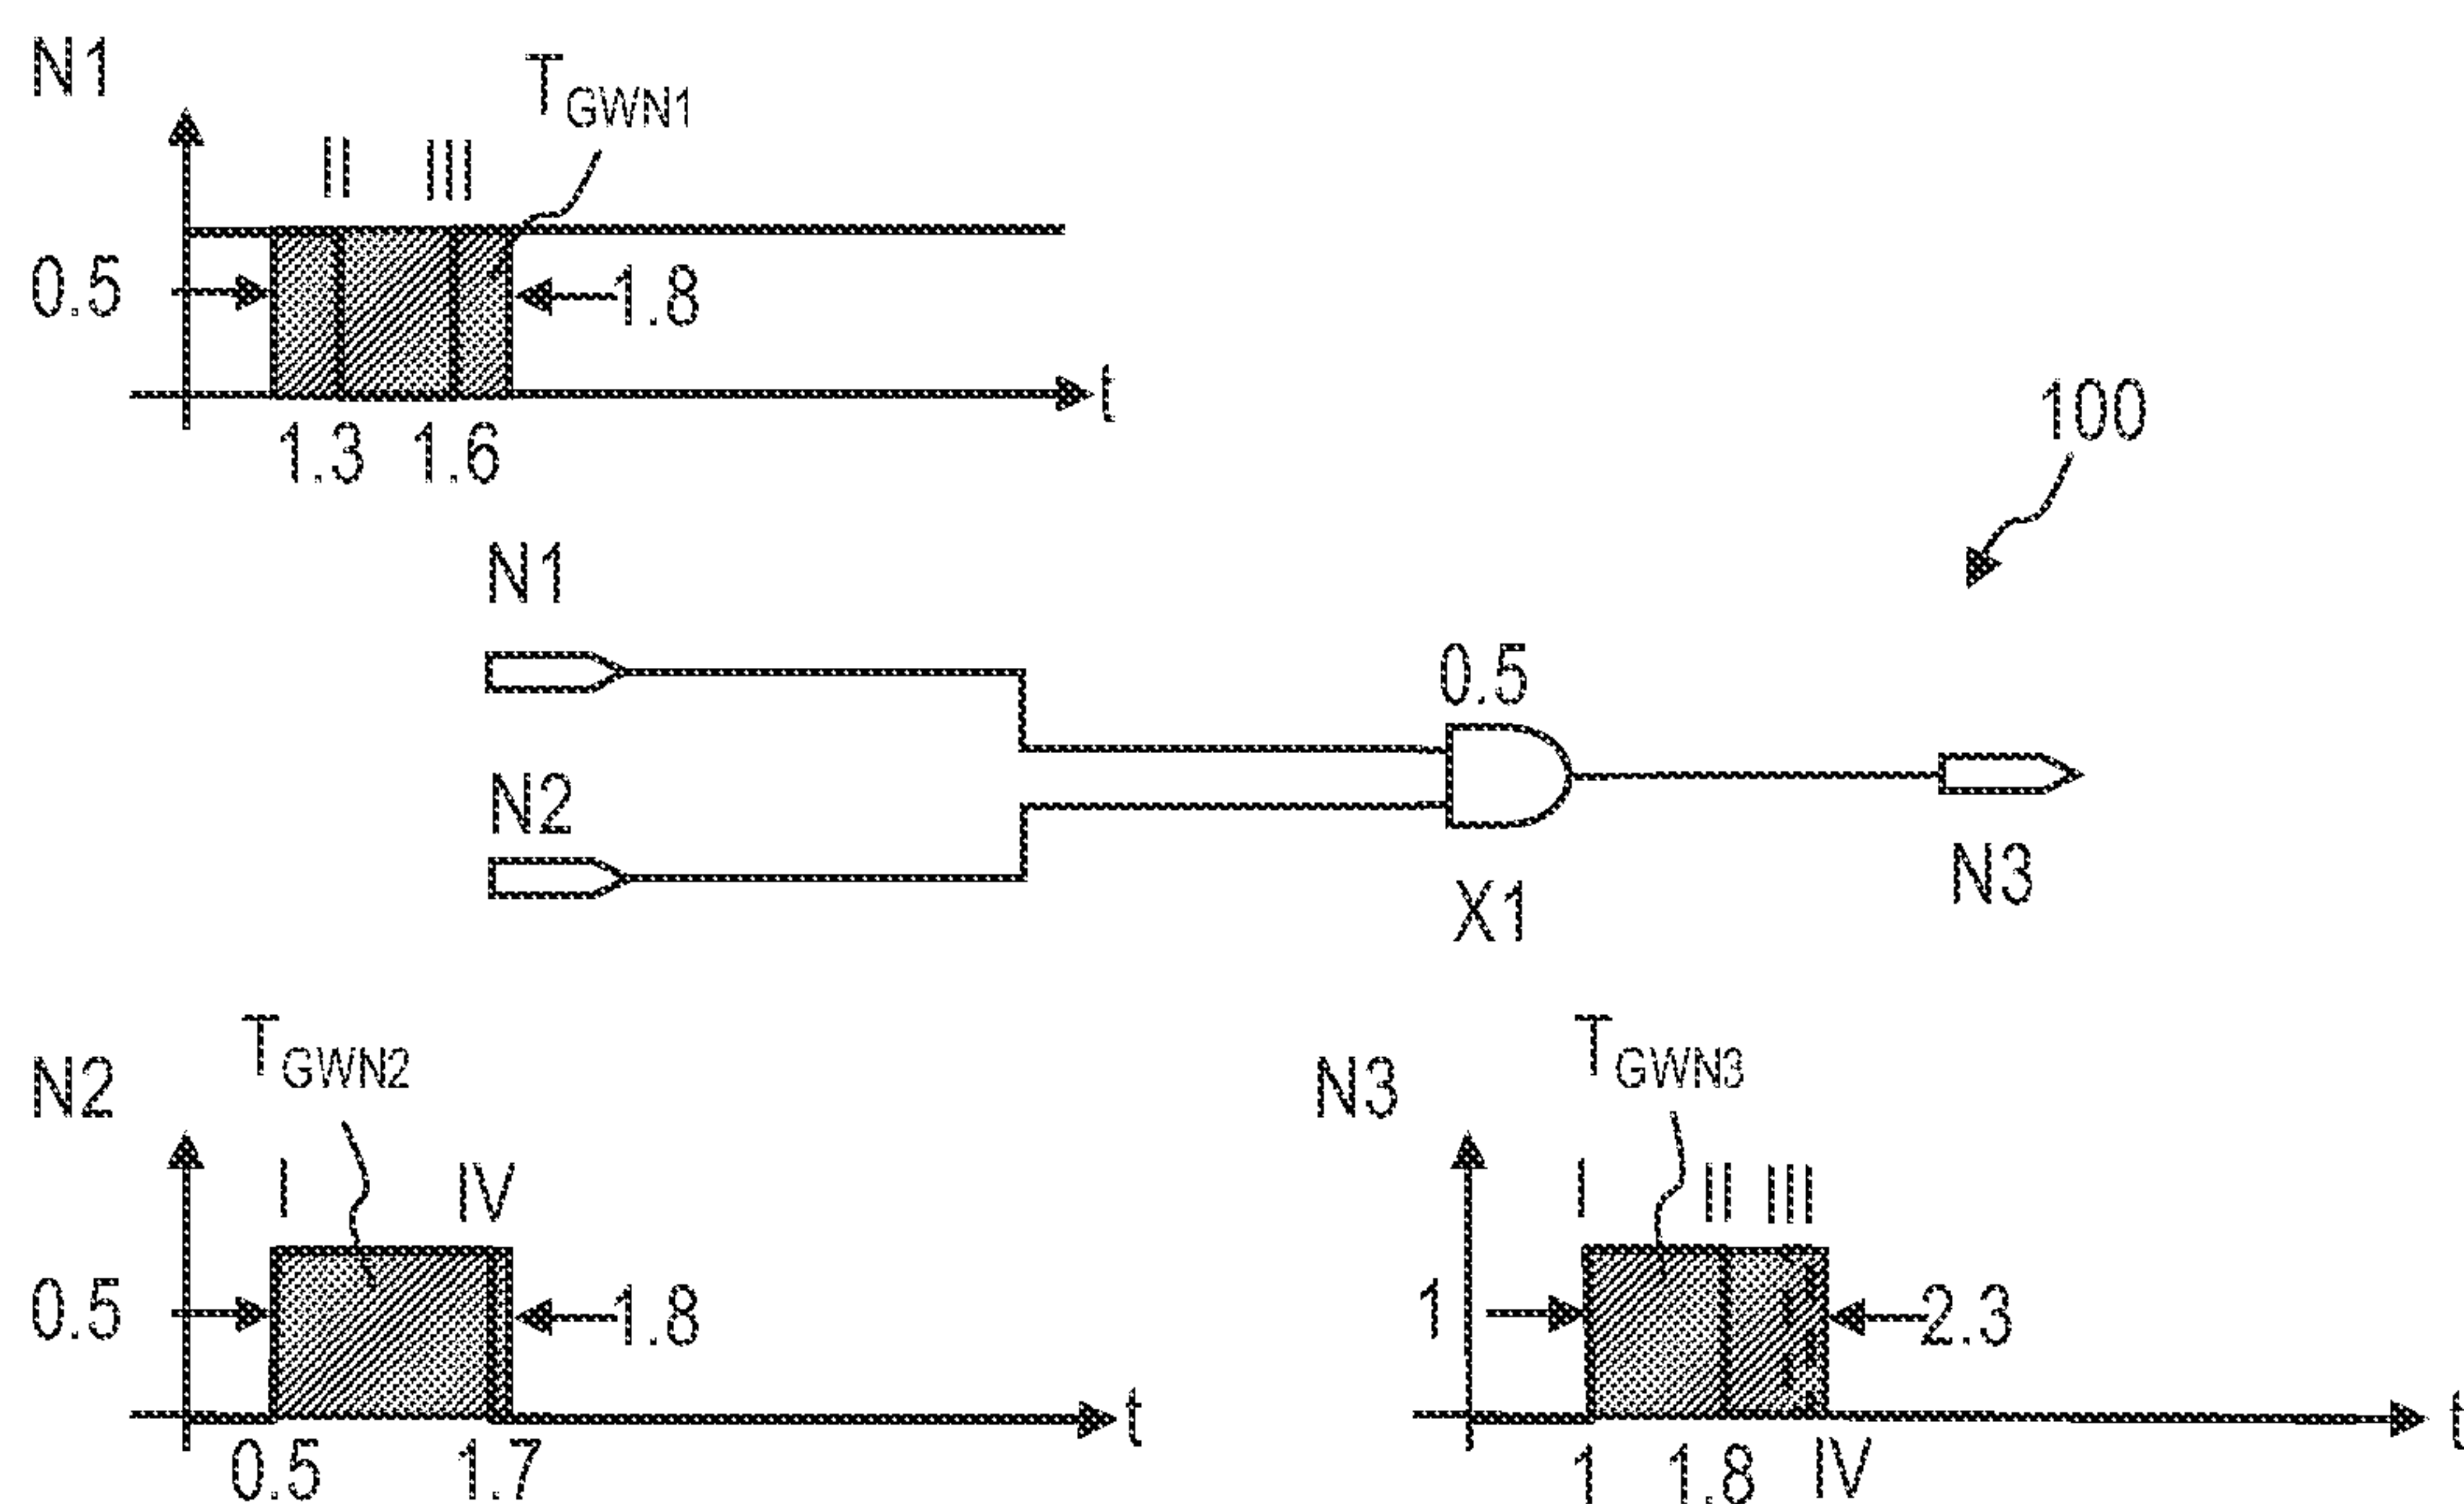 N1
T_GWN1
II III
0.5 1.8
t
1.3 1.6
100
N1
0.5
N2
X1
N3
N2
T_GWN2
I IV
0.5 1.8
t
0.5 1.7
N3
T_GWN3
I II III
1 2.3
t
1 1.8 IV